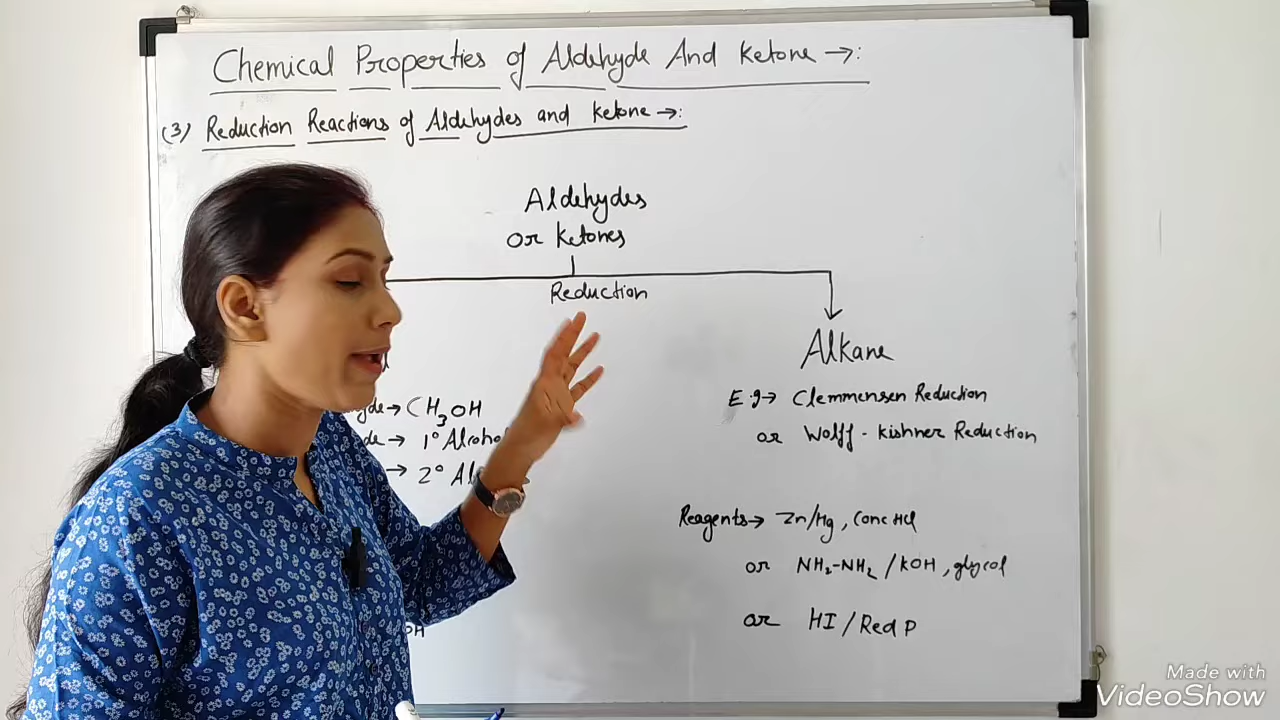 Chemical Properties of Aldehyde And Ketone →:
(3) Reduction Reactions of Aldehydes and Ketone →:
Aldehydes
Or Ketones
Reduction
Alkane
→ CH3OH
→ 1° Alcohol
→ 2° Al
E.g → Clemmensen Reduction
or Wolff - Kishner Reduction
Reagents → Zn/Hg, Conc HCl
or NH2-NH2 / KOH, glycol
or HI / Red P
Made with
VideoShow